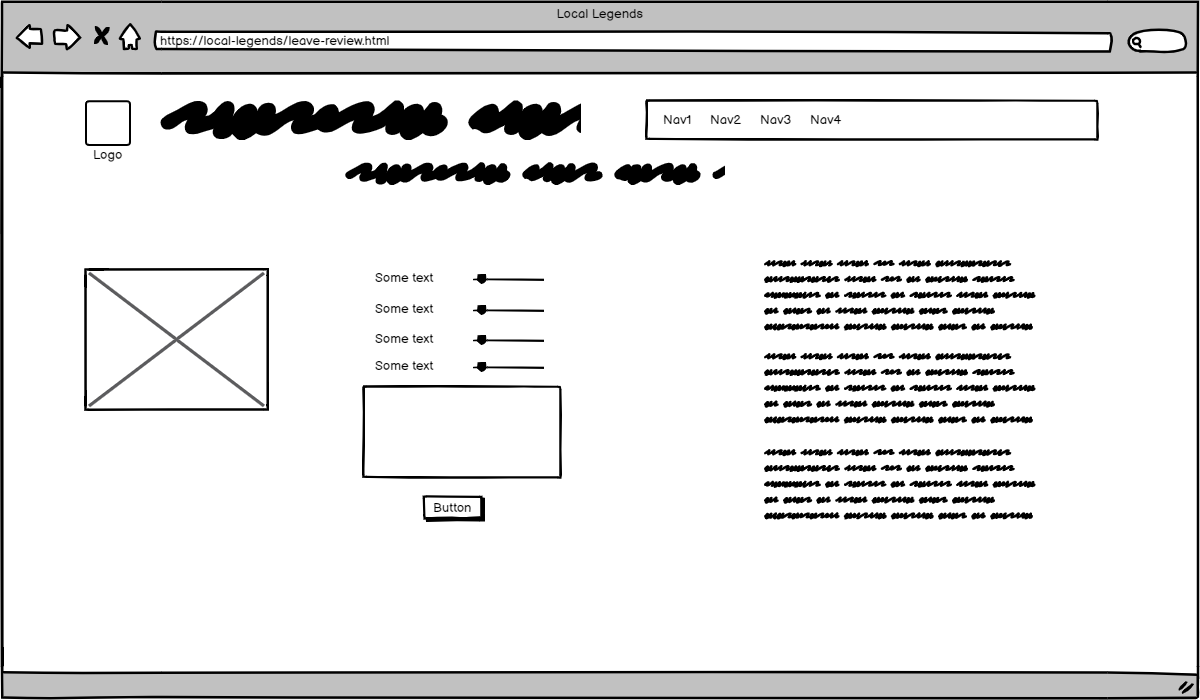 Local Legends
https://local-legends/leave-review.html
Logo
Nav1 Nav2 Nav3 Nav4
Some text
Some text
Some text
Some text
Button